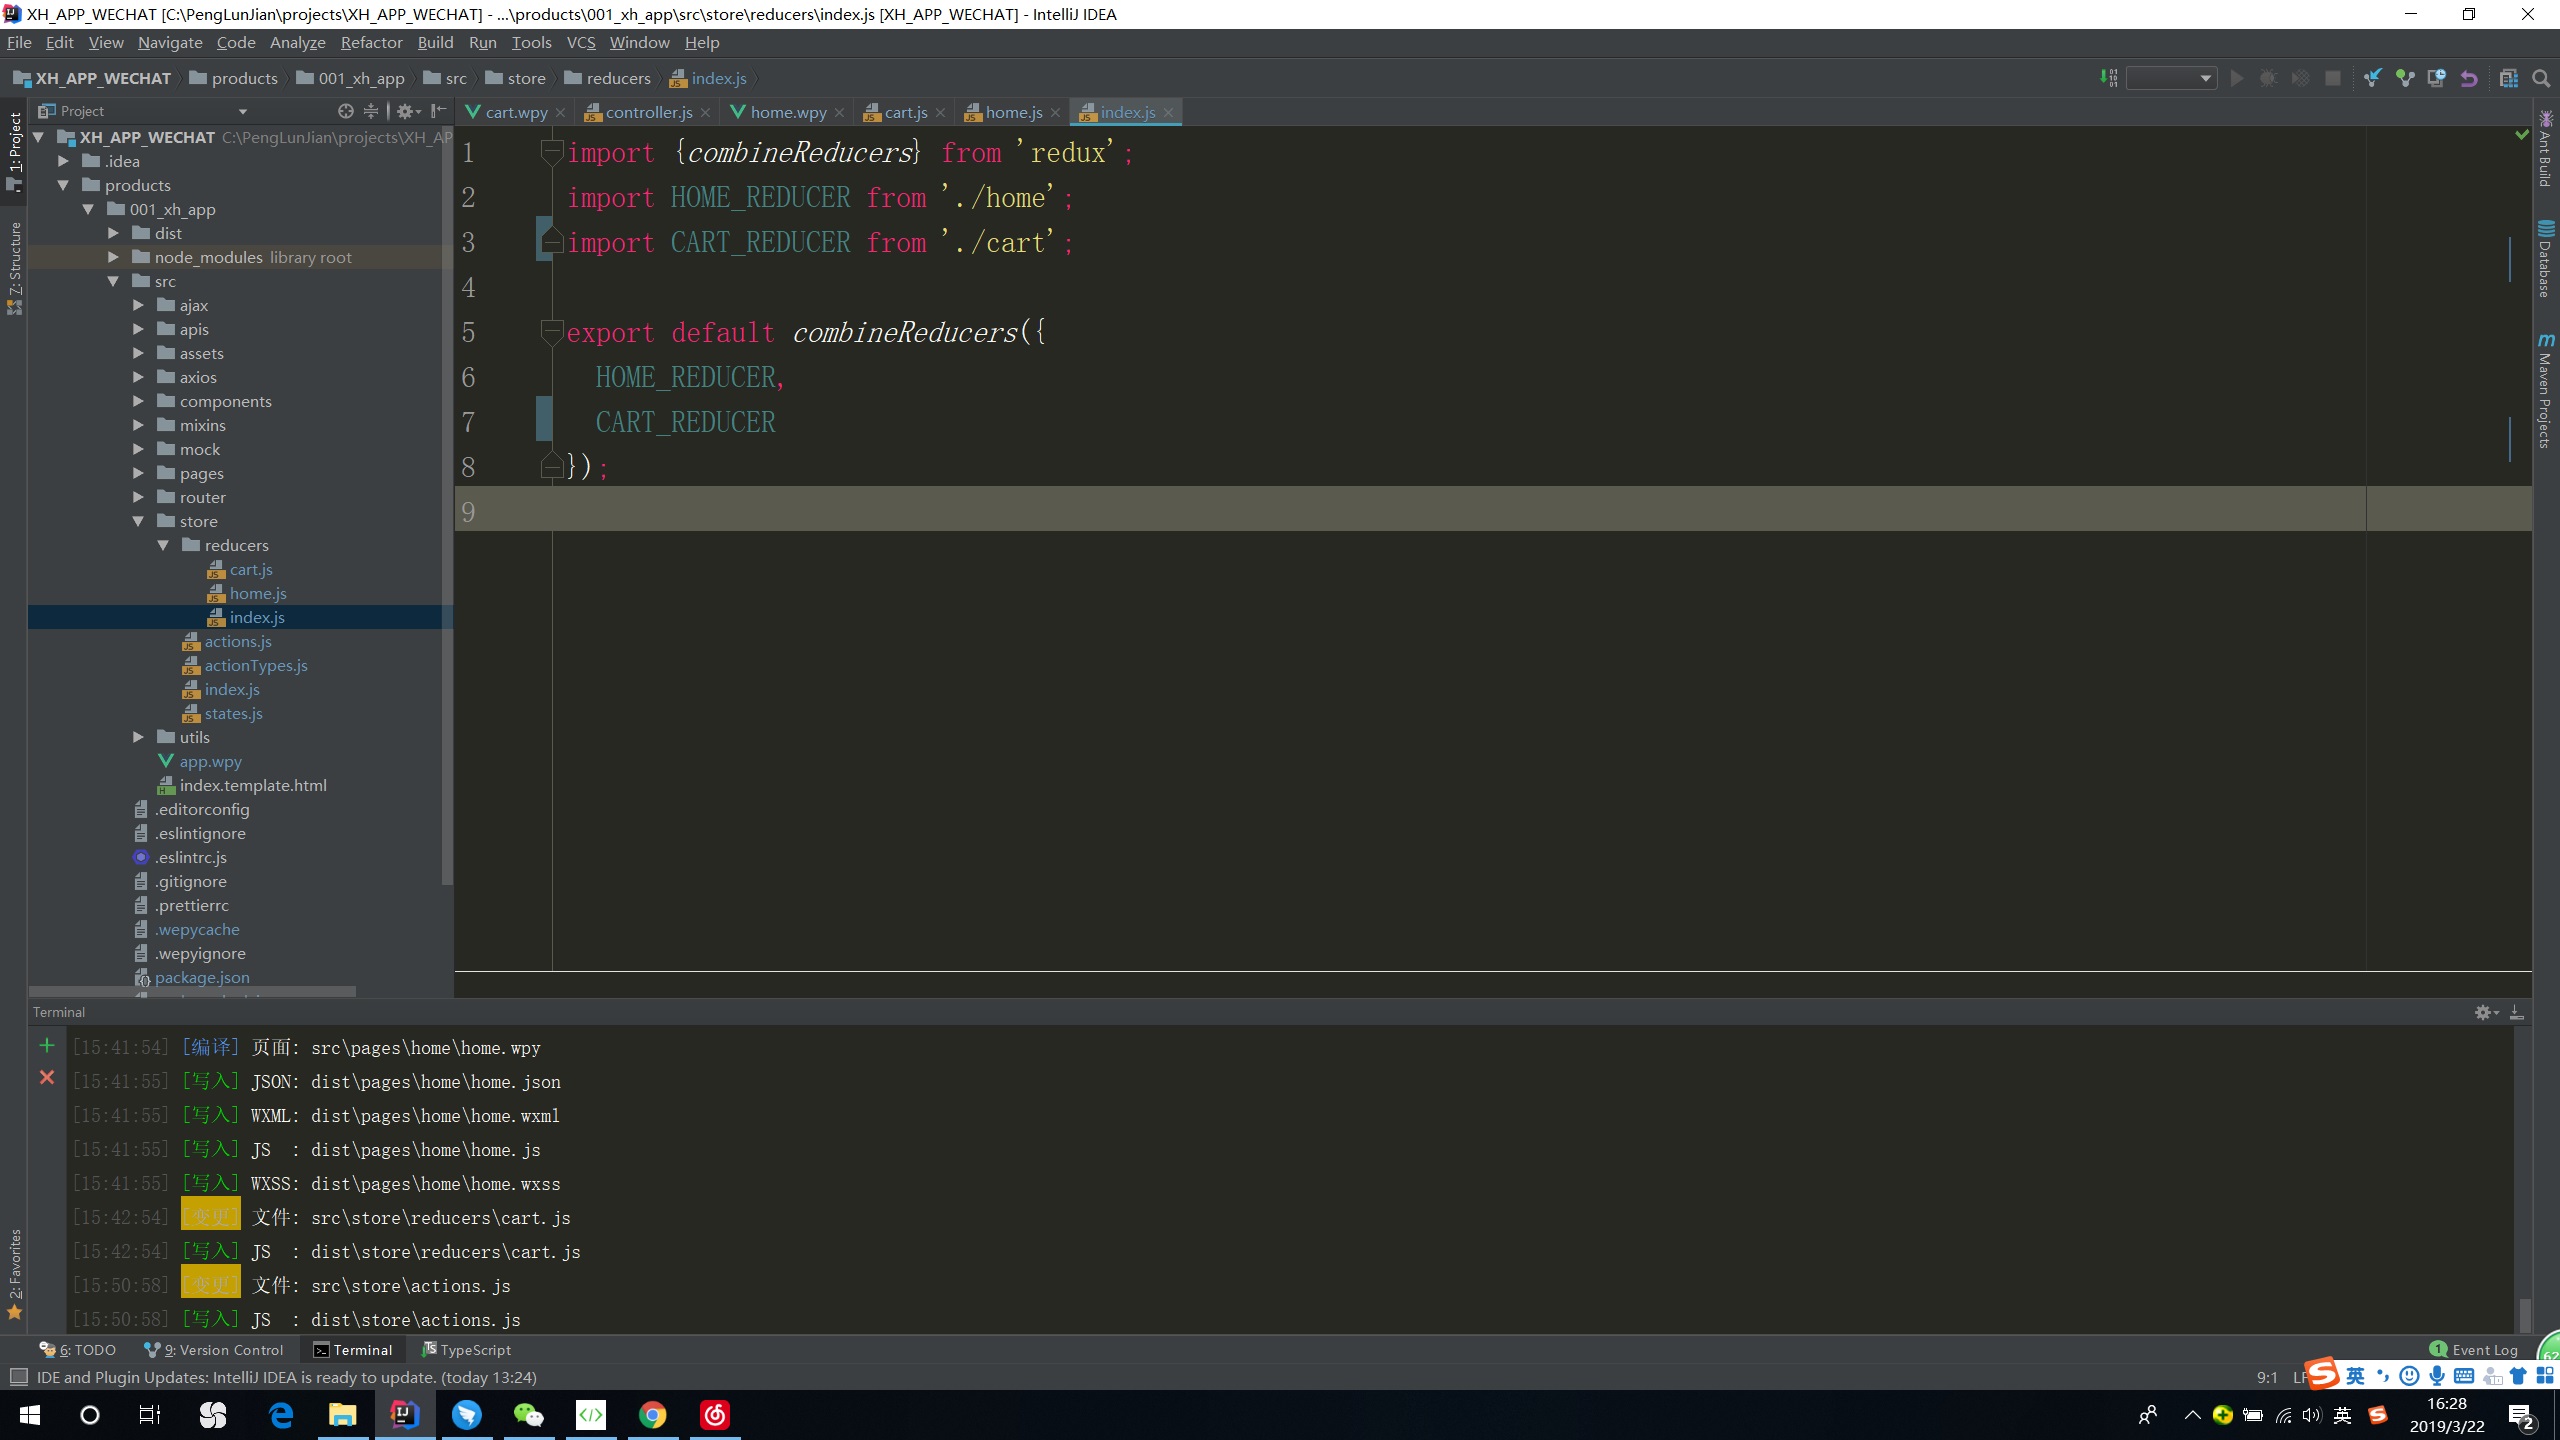 XH_APP_WECHAT [C:\PengLunJian\projects\XH_APP_WECHAT] - ...\products\001_xh_app\src\store\reducers\index.js [XH_APP_WECHAT] - IntelliJ IDEA
File Edit View Navigate Code Analyze Refactor Build Run Tools VCS Window Help
XH_APP_WECHAT products 001_xh_app src store reducers index.js
Project
cart.wpy controller.js home.wpy cart.js home.js index.js
1: Project
Z: Structure
2: Favorites
XH_APP_WECHAT C:\PengLunJian\projects\XH_AP
.idea
products
001_xh_app
dist
node_modules library root
src
ajax
apis
assets
axios
components
mixins
mock
pages
router
store
reducers
cart.js
home.js
index.js
actions.js
actionTypes.js
index.js
states.js
utils
app.wpy
index.template.html
.editorconfig
.eslintignore
.eslintrc.js
.gitignore
.prettierrc
.wepycache
.wepyignore
package.json
1 import {combineReducers} from 'redux';
2 import HOME_REDUCER from './home';
3 import CART_REDUCER from './cart';
4
5 export default combineReducers({
6 HOME_REDUCER,
7 CART_REDUCER
8 });
9
Ant Build
Database
Maven Projects
Terminal
[15:41:54] [编译] 页面: src\pages\home\home.wpy
[15:41:55] [写入] JSON: dist\pages\home\home.json
[15:41:55] [写入] WXML: dist\pages\home\home.wxml
[15:41:55] [写入] JS  : dist\pages\home\home.js
[15:41:55] [写入] WXSS: dist\pages\home\home.wxss
[15:42:54] [变更] 文件: src\store\reducers\cart.js
[15:42:54] [写入] JS  : dist\store\reducers\cart.js
[15:50:58] [变更] 文件: src\store\actions.js
[15:50:58] [写入] JS  : dist\store\actions.js
6: TODO 9: Version Control Terminal TypeScript
1 Event Log
62
IDE and Plugin Updates: IntelliJ IDEA is ready to update. (today 13:24)
9:1 LF
英
英
16:28
2019/3/22
2